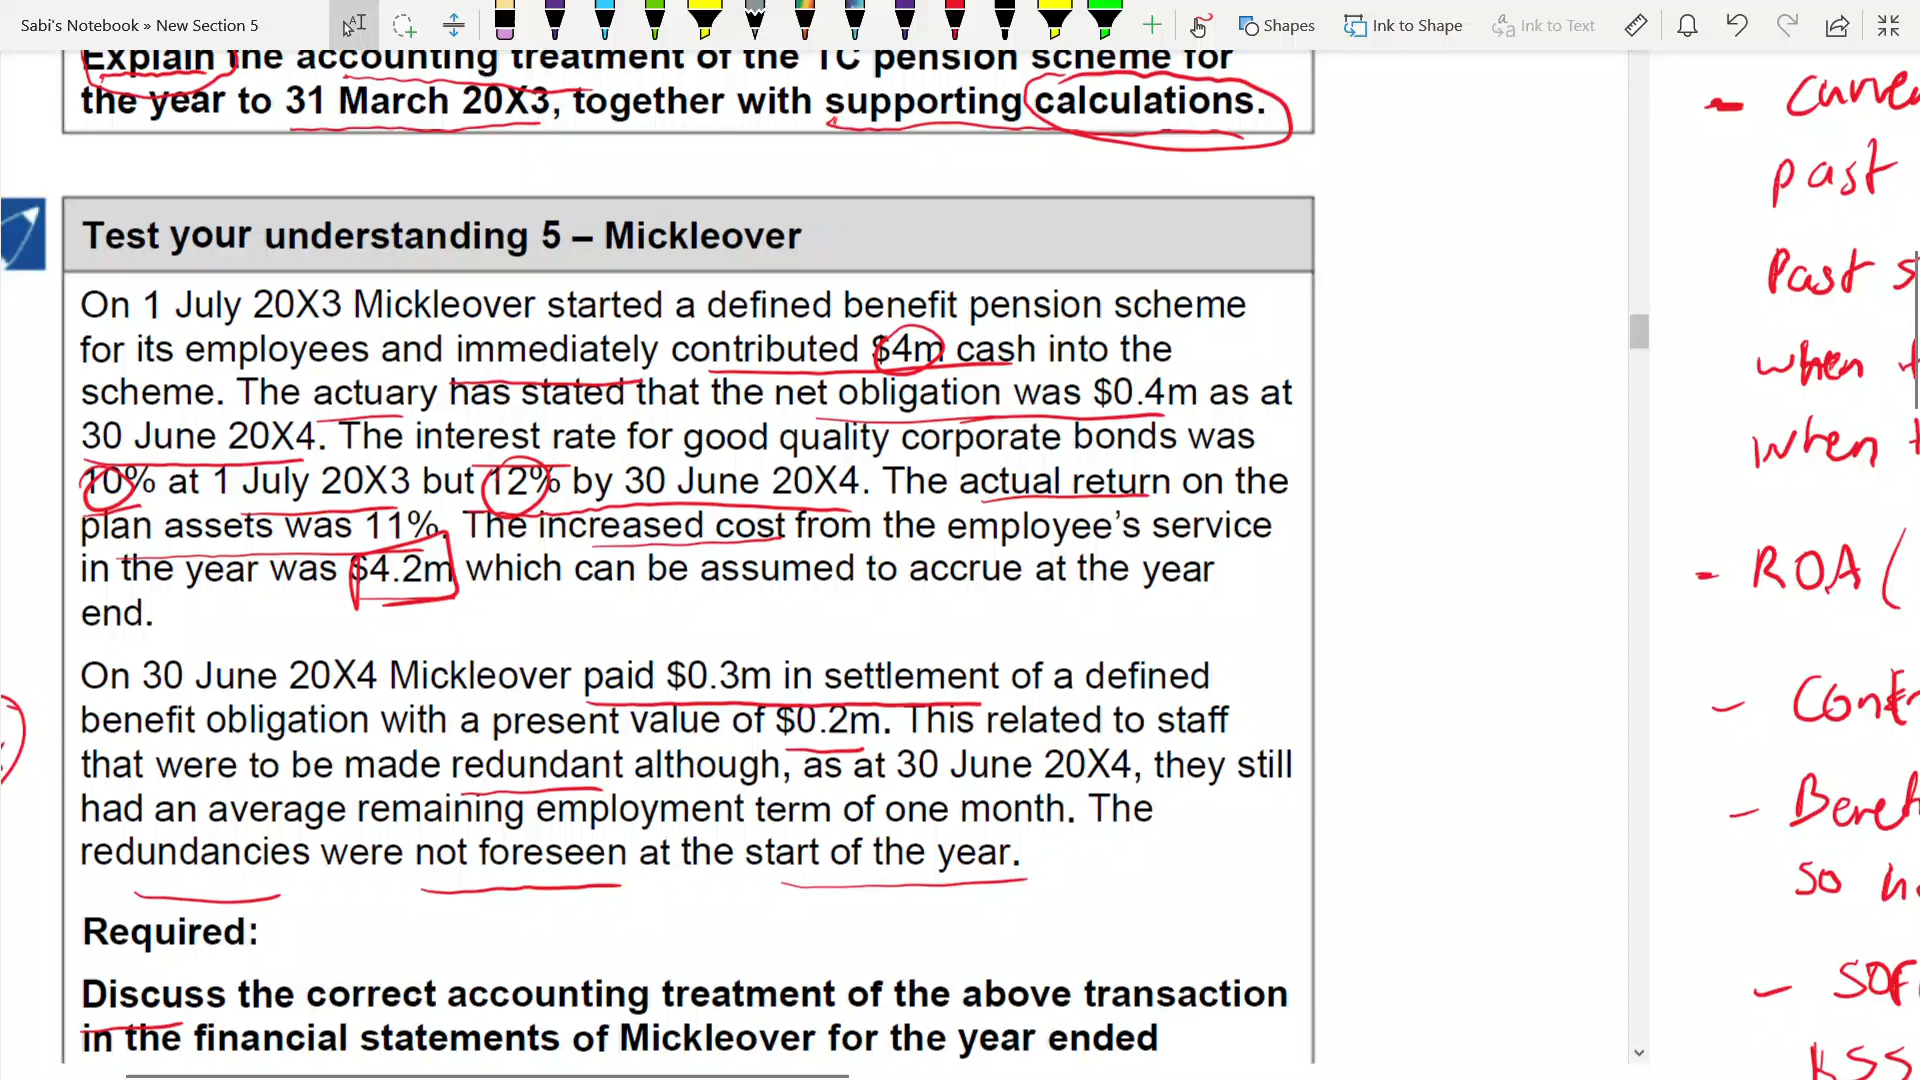 Sabi's Notebook » New Section 5
Shapes
Ink to Shape
Ink to Text
Explain the accounting treatment of the TC pension scheme for
the year to 31 March 20X3, together with supporting calculations.
Test your understanding 5 – Mickleover
On 1 July 20X3 Mickleover started a defined benefit pension scheme
for its employees and immediately contributed $4m cash into the
scheme. The actuary has stated that the net obligation was $0.4m as at
30 June 20X4. The interest rate for good quality corporate bonds was
10% at 1 July 20X3 but 12% by 30 June 20X4. The actual return on the
plan assets was 11%. The increased cost from the employee's service
in the year was $4.2m which can be assumed to accrue at the year
end.
On 30 June 20X4 Mickleover paid $0.3m in settlement of a defined
benefit obligation with a present value of $0.2m. This related to staff
that were to be made redundant although, as at 30 June 20X4, they still
had an average remaining employment term of one month. The
redundancies were not foreseen at the start of the year.
Required:
Discuss the correct accounting treatment of the above transaction
in the financial statements of Mickleover for the year ended
past
Past s
when t
when t
- ROA (
- Cont
- Benef
so
- SOF